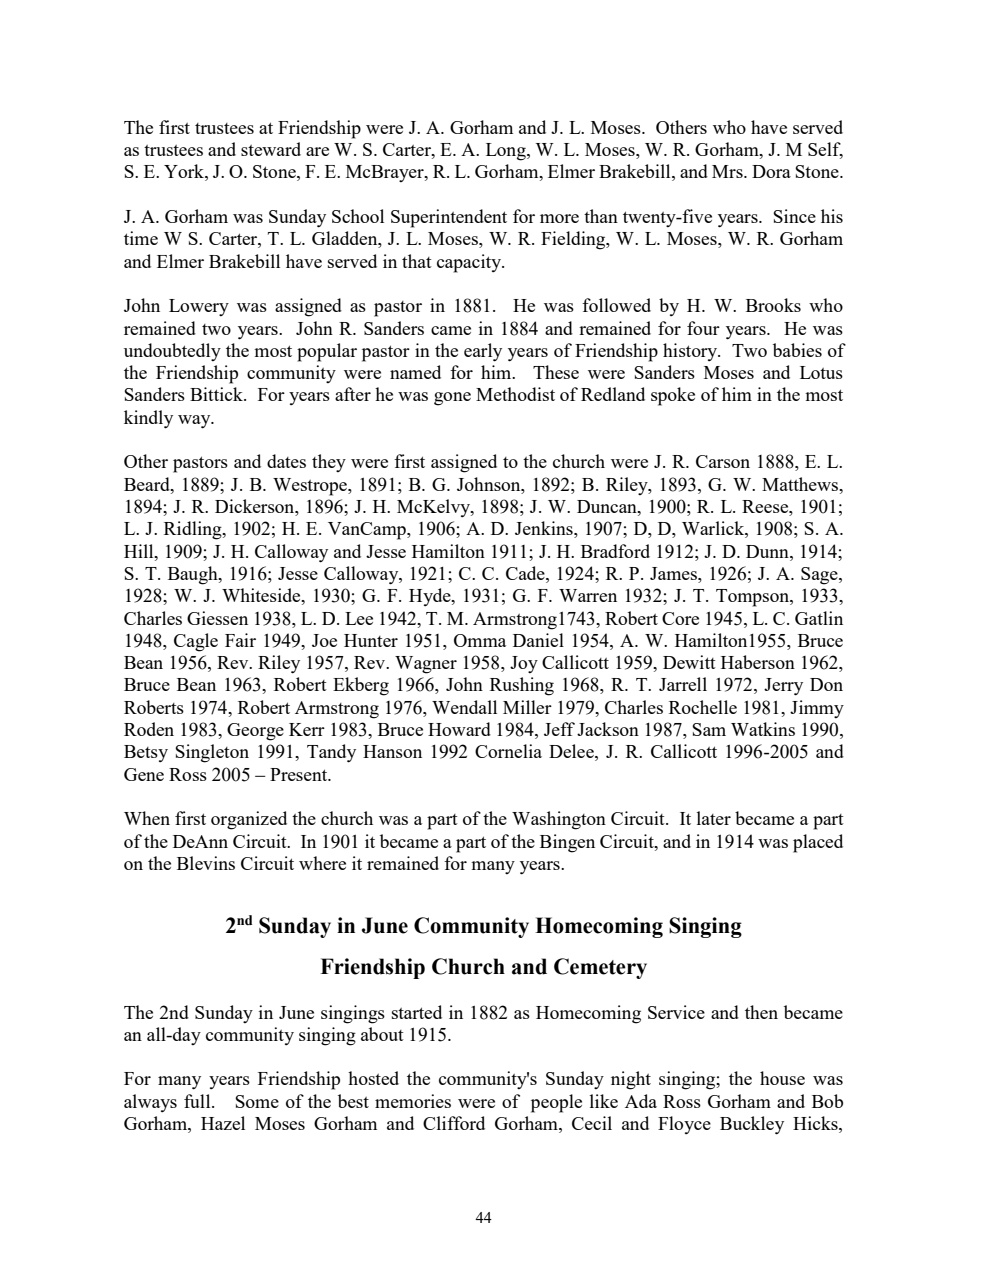 The first trustees at Friendship were J. A. Gorham and J. L. Moses.  Others who have served
as trustees and steward are W. S. Carter, E. A. Long, W. L. Moses, W. R. Gorham, J. M Self,
S. E. York, J. O. Stone, F. E. McBrayer, R. L. Gorham, Elmer Brakebill, and Mrs. Dora Stone.
J. A. Gorham was Sunday School Superintendent for more than twenty-five years.  Since his
time W S. Carter, T. L. Gladden, J. L. Moses, W. R. Fielding, W. L. Moses, W. R. Gorham
and Elmer Brakebill have served in that capacity.
John Lowery was assigned as pastor in 1881.  He was followed by H. W. Brooks who
remained two years.  John R. Sanders came in 1884 and remained for four years.  He was
undoubtedly the most popular pastor in the early years of Friendship history.  Two babies of
the Friendship community were named for him.  These were Sanders Moses and Lotus
Sanders Bittick.  For years after he was gone Methodist of Redland spoke of him in the most
kindly way.
Other pastors and dates they were first assigned to the church were J. R. Carson 1888, E. L.
Beard, 1889; J. B. Westrope, 1891; B. G. Johnson, 1892; B. Riley, 1893, G. W. Matthews,
1894; J. R. Dickerson, 1896; J. H. McKelvy, 1898; J. W. Duncan, 1900; R. L. Reese, 1901;
L. J. Ridling, 1902; H. E. VanCamp, 1906; A. D. Jenkins, 1907; D, D, Warlick, 1908; S. A.
Hill, 1909; J. H. Calloway and Jesse Hamilton 1911; J. H. Bradford 1912; J. D. Dunn, 1914;
S. T. Baugh, 1916; Jesse Calloway, 1921; C. C. Cade, 1924; R. P. James, 1926; J. A. Sage,
1928; W. J. Whiteside, 1930; G. F. Hyde, 1931; G. F. Warren 1932; J. T. Tompson, 1933,
Charles Giessen 1938, L. D. Lee 1942, T. M. Armstrong1743, Robert Core 1945, L. C. Gatlin
1948, Cagle Fair 1949, Joe Hunter 1951, Omma Daniel 1954, A. W. Hamilton1955, Bruce
Bean 1956, Rev. Riley 1957, Rev. Wagner 1958, Joy Callicott 1959, Dewitt Haberson 1962,
Bruce Bean 1963, Robert Ekberg 1966, John Rushing 1968, R. T. Jarrell 1972, Jerry Don
Roberts 1974, Robert Armstrong 1976, Wendall Miller 1979, Charles Rochelle 1981, Jimmy
Roden 1983, George Kerr 1983, Bruce Howard 1984, Jeff Jackson 1987, Sam Watkins 1990,
Betsy Singleton 1991, Tandy Hanson 1992 Cornelia Delee, J. R. Callicott 1996-2005 and
Gene Ross 2005 – Present.
When first organized the church was a part of the Washington Circuit.  It later became a part
of the DeAnn Circuit.  In 1901 it became a part of the Bingen Circuit, and in 1914 was placed
on the Blevins Circuit where it remained for many years.
2nd Sunday in June Community Homecoming Singing
Friendship Church and Cemetery
The 2nd Sunday in June singings started in 1882 as Homecoming Service and then became
an all-day community singing about 1915.
For many years Friendship hosted the community's Sunday night singing; the house was
always full.   Some of the best memories were of  people like Ada Ross Gorham and Bob
Gorham, Hazel Moses Gorham and Clifford Gorham, Cecil and Floyce Buckley Hicks,
44